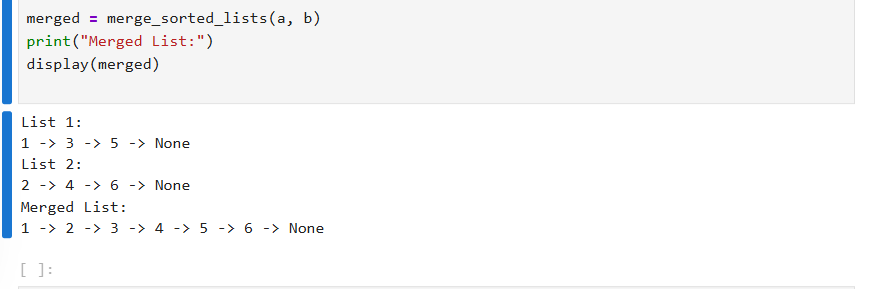 merged = merge_sorted_lists(a, b)
print("Merged List:")
display(merged)
List 1:
1 -> 3 -> 5 -> None
List 2:
2 -> 4 -> 6 -> None
Merged List:
1 -> 2 -> 3 -> 4 -> 5 -> 6 -> None
[ ]: